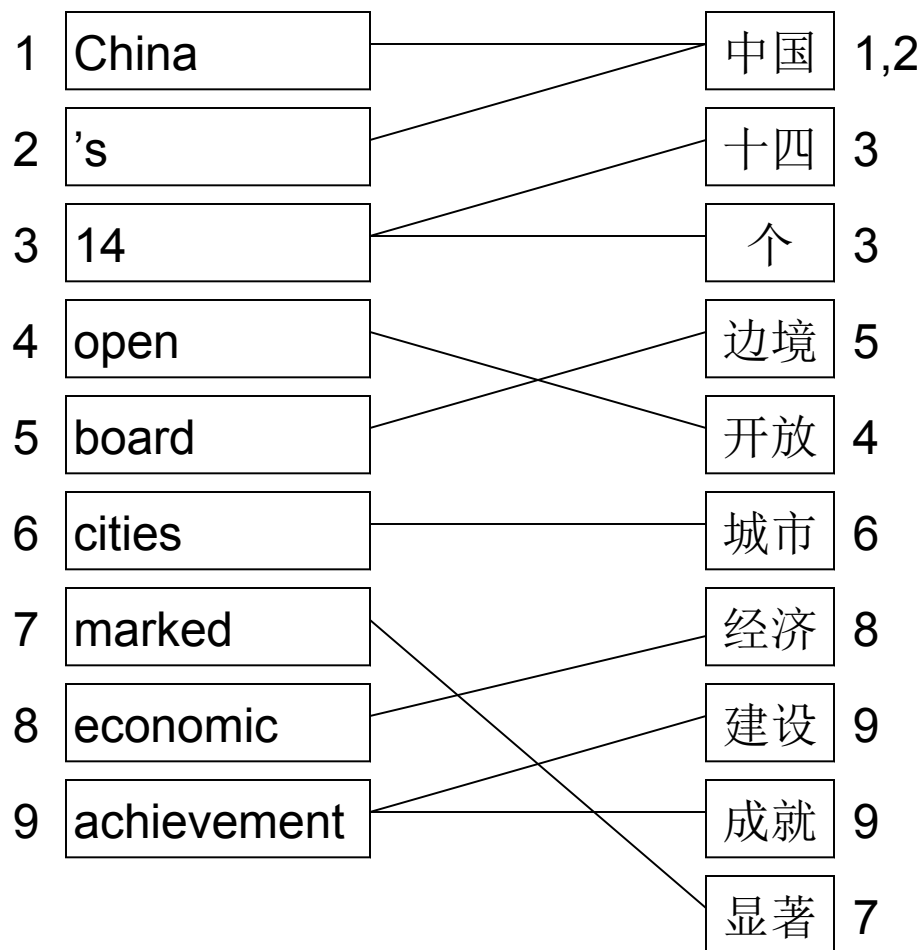 1 China 中国 1,2
2 ’s 十四 3
3 14 个 3
4 open 边境 5
5 board 开放 4
6 cities 城市 6
7 marked 经济 8
8 economic 建设 9
9 achievement 成就 9
显著 7